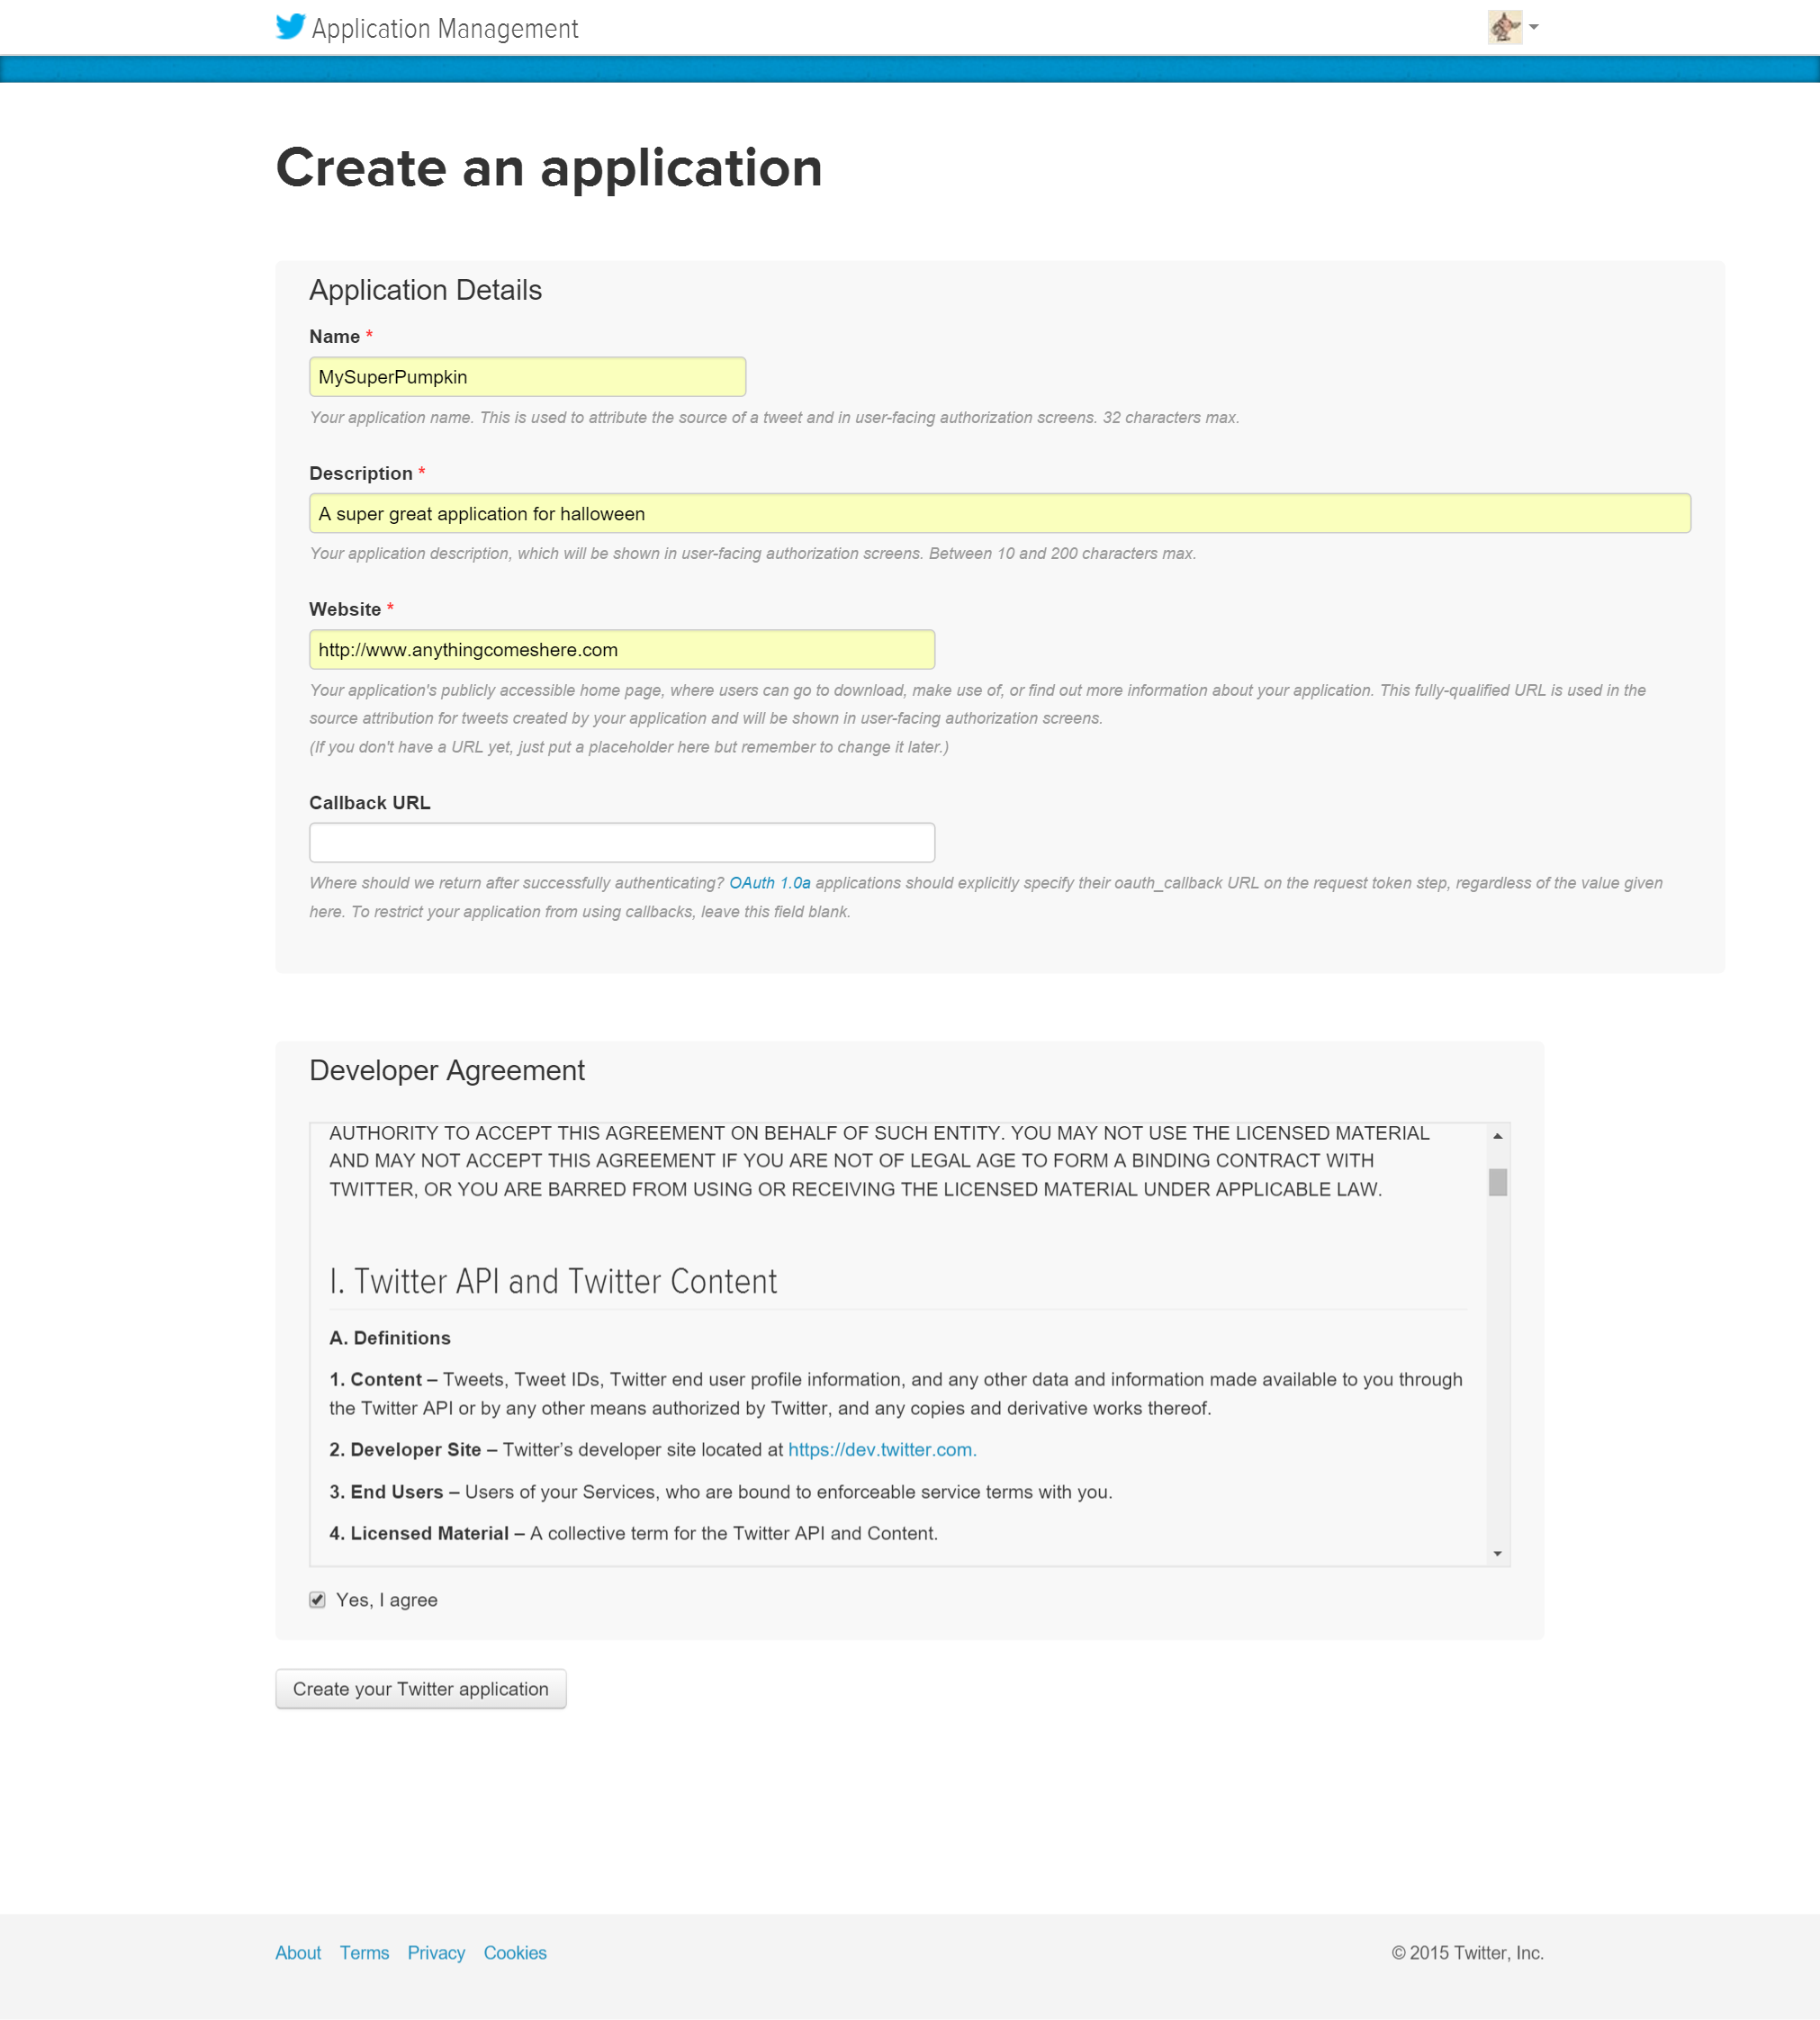 Application Management
Create an application
Application Details
Name *
MySuperPumpkin
Your application name. This is used to attribute the source of a tweet and in user-facing authorization screens. 32 characters max.
Description *
A super great application for halloween
Your application description, which will be shown in user-facing authorization screens. Between 10 and 200 characters max.
Website *
http://www.anythingcomeshere.com
Your application's publicly accessible home page, where users can go to download, make use of, or find out more information about your application. This fully-qualified URL is used in the
source attribution for tweets created by your application and will be shown in user-facing authorization screens.
(If you don't have a URL yet, just put a placeholder here but remember to change it later.)
Callback URL
Where should we return after successfully authenticating? OAuth 1.0a applications should explicitly specify their oauth_callback URL on the request token step, regardless of the value given
here. To restrict your application from using callbacks, leave this field blank.
Developer Agreement
AUTHORITY TO ACCEPT THIS AGREEMENT ON BEHALF OF SUCH ENTITY. YOU MAY NOT USE THE LICENSED MATERIAL
AND MAY NOT ACCEPT THIS AGREEMENT IF YOU ARE NOT OF LEGAL AGE TO FORM A BINDING CONTRACT WITH
TWITTER, OR YOU ARE BARRED FROM USING OR RECEIVING THE LICENSED MATERIAL UNDER APPLICABLE LAW.
I. Twitter API and Twitter Content
A. Definitions
1. Content – Tweets, Tweet IDs, Twitter end user profile information, and any other data and information made available to you through
the Twitter API or by any other means authorized by Twitter, and any copies and derivative works thereof.
2. Developer Site – Twitter’s developer site located at https://dev.twitter.com.
3. End Users – Users of your Services, who are bound to enforceable service terms with you.
4. Licensed Material – A collective term for the Twitter API and Content.
Yes, I agree
Create your Twitter application
About Terms Privacy Cookies
© 2015 Twitter, Inc.